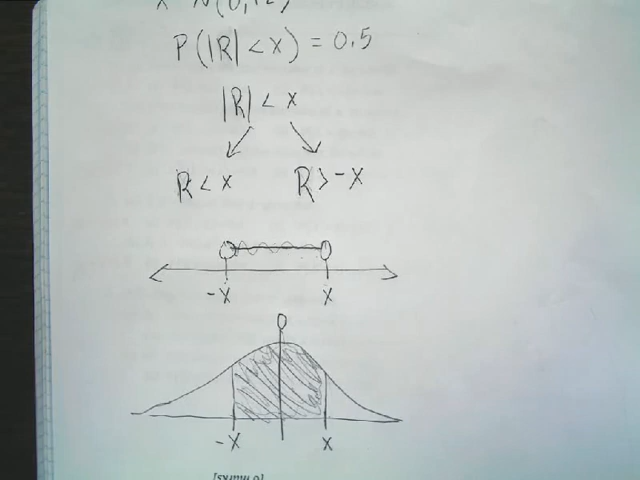 P(|R| < x) = 0.5
|R| < x
R < x R > -x
-x x
0
-x x